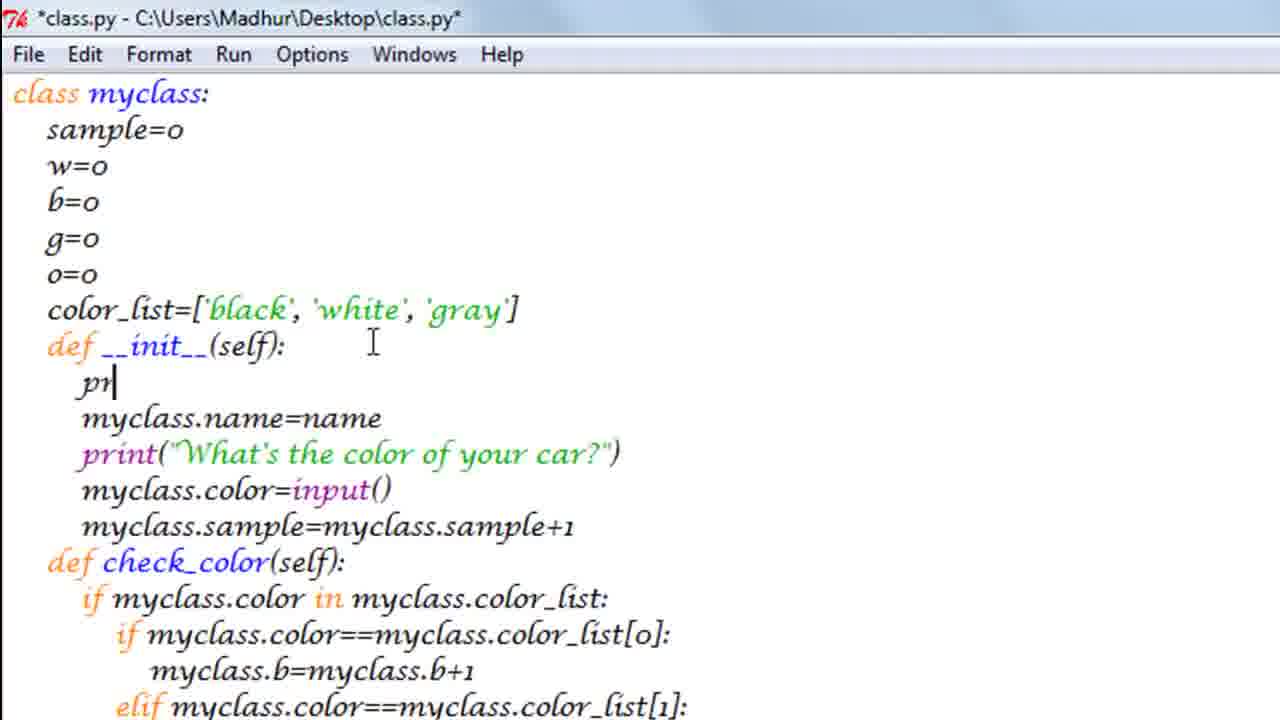 *class.py - C:\Users\Madhur\Desktop\class.py*
File Edit Format Run Options Windows Help
class myclass:
sample=0
w=0
b=0
g=0
o=0
color_list=['black', 'white', 'gray']
def __init__(self):
pr
myclass.name=name
print("What's the color of your car?")
myclass.color=input()
myclass.sample=myclass.sample+1
def check_color(self):
if myclass.color in myclass.color_list:
if myclass.color==myclass.color_list[0]:
myclass.b=myclass.b+1
elif myclass.color==myclass.color_list[1]: